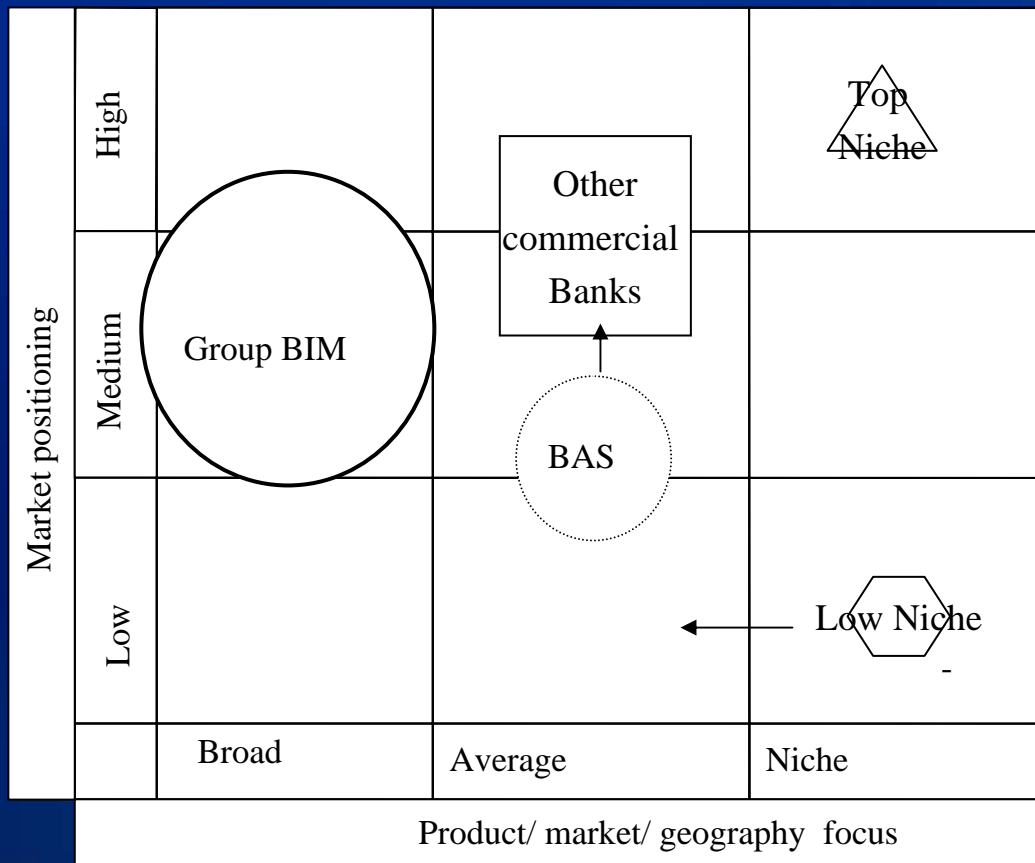 Market positioning
High
Medium
Low
Top
Niche
Other
commercial
Banks
Group BIM
BAS
Low Niche
-
Broad
Average
Niche
Product/ market/ geography focus